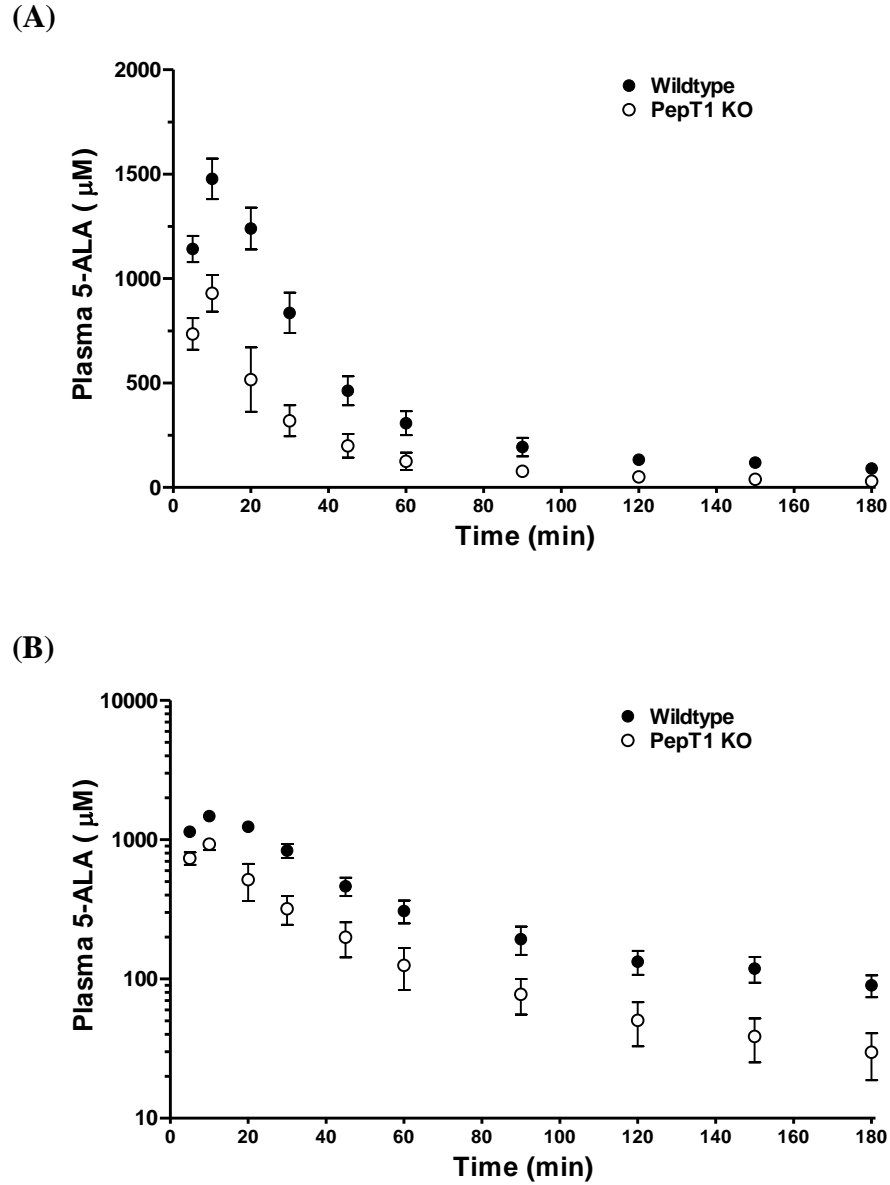 (A)
2000
1500
1000
500
0
Plasma 5-ALA ( μM)
Wildtype
PepT1 KO
0 20 40 60 80 100 120 140 160 180
Time (min)
(B)
10000
1000
100
10
Plasma 5-ALA ( μM)
Wildtype
PepT1 KO
0 20 40 60 80 100 120 140 160 180
Time (min)